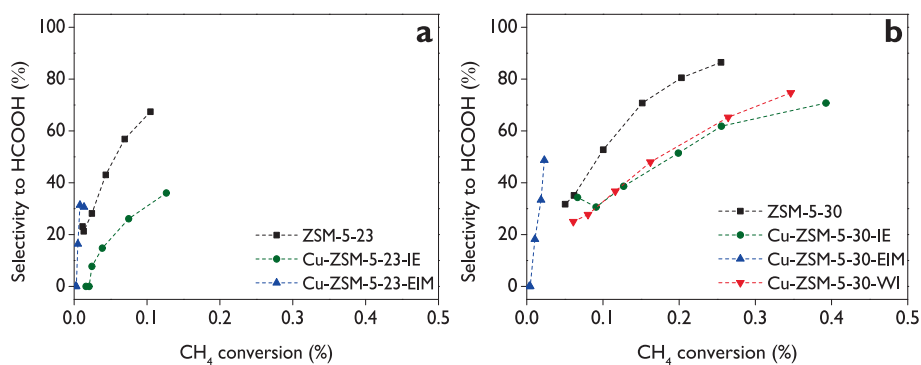 a
Selectivity to HCOOH (%)
100
80
60
40
20
0
0.0 0.1 0.2 0.3 0.4 0.5
CH₄ conversion (%)
ZSM-5-23
Cu-ZSM-5-23-IE
Cu-ZSM-5-23-EIM
b
Selectivity to HCOOH (%)
100
80
60
40
20
0
0.0 0.1 0.2 0.3 0.4 0.5
CH₄ conversion (%)
ZSM-5-30
Cu-ZSM-5-30-IE
Cu-ZSM-5-30-EIM
Cu-ZSM-5-30-WI